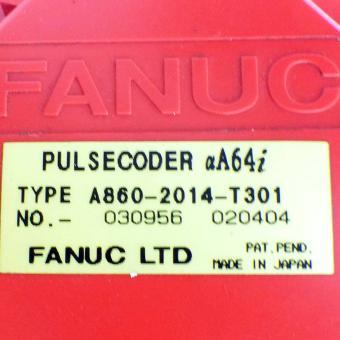 FANUC
PULSECODER αA64i
TYPE A860-2014-T301
NO.- 030956 020404
FANUC LTD PAT. PEND.
MADE IN JAPAN